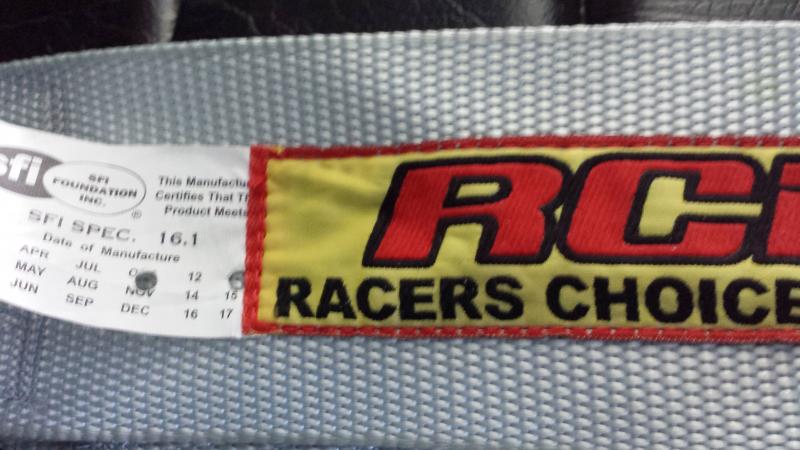 sfi
SFI
FOUNDATION
INC.
®
This
Certifies That
Product Meets
SFI SPEC. 16.1
Date of Manufacture
APR JUL 12
MAY AUG NOV 14 15
JUN SEP DEC 16 17
RCi
RACERS CHOICE